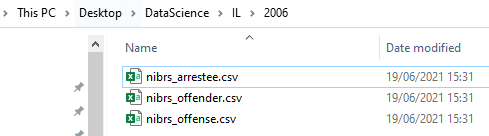 This PC > Desktop > DataScience > IL > 2006
Name Date modified
nibrs_arrestee.csv 19/06/2021 15:31
nibrs_offender.csv 19/06/2021 15:31
nibrs_offense.csv 19/06/2021 15:31